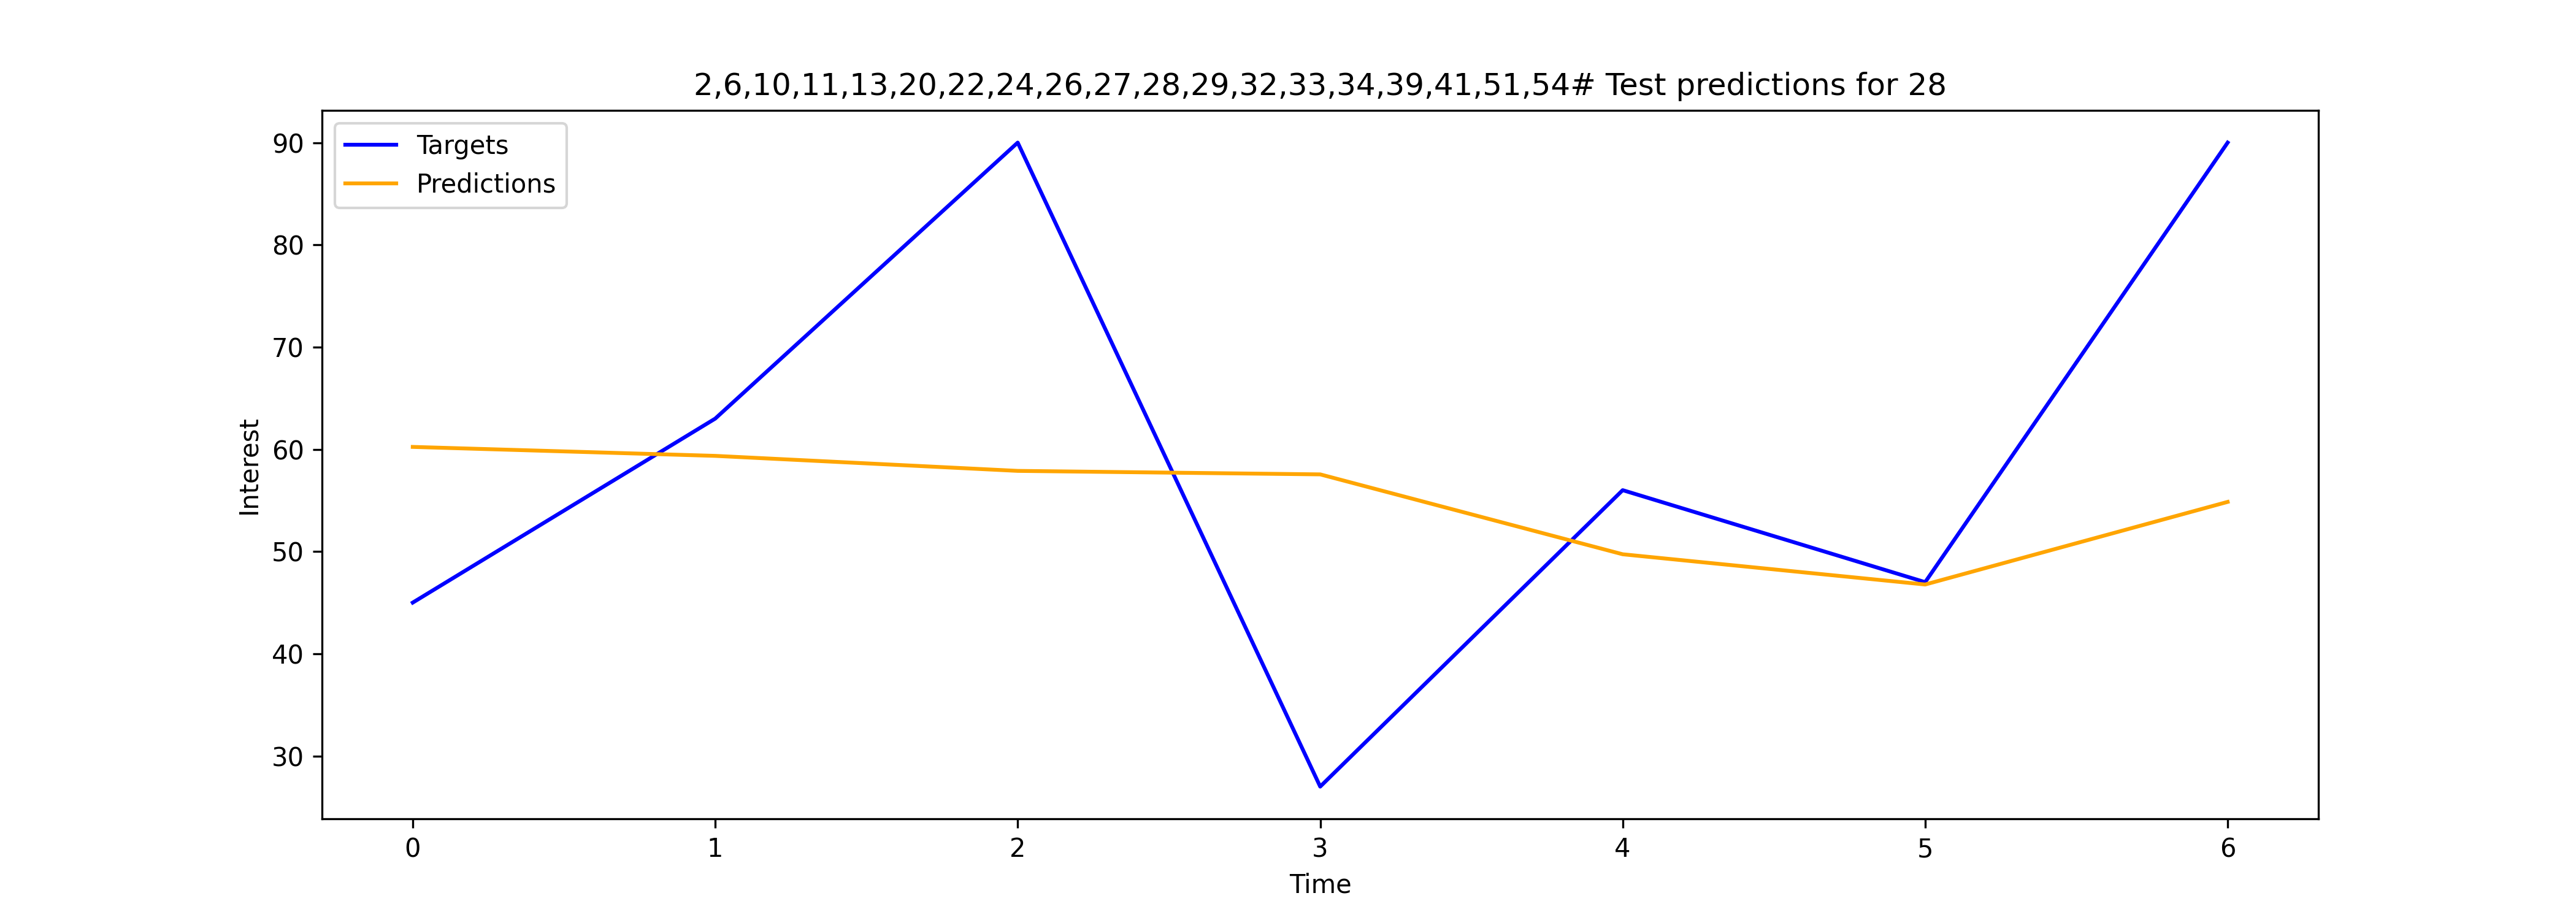 2,6,10,11,13,20,22,24,26,27,28,29,32,33,34,39,41,51,54# Test predictions for 28
Targets
Predictions
90
80
70
60
50
40
30
Interest
0 1 2 3 4 5 6
Time